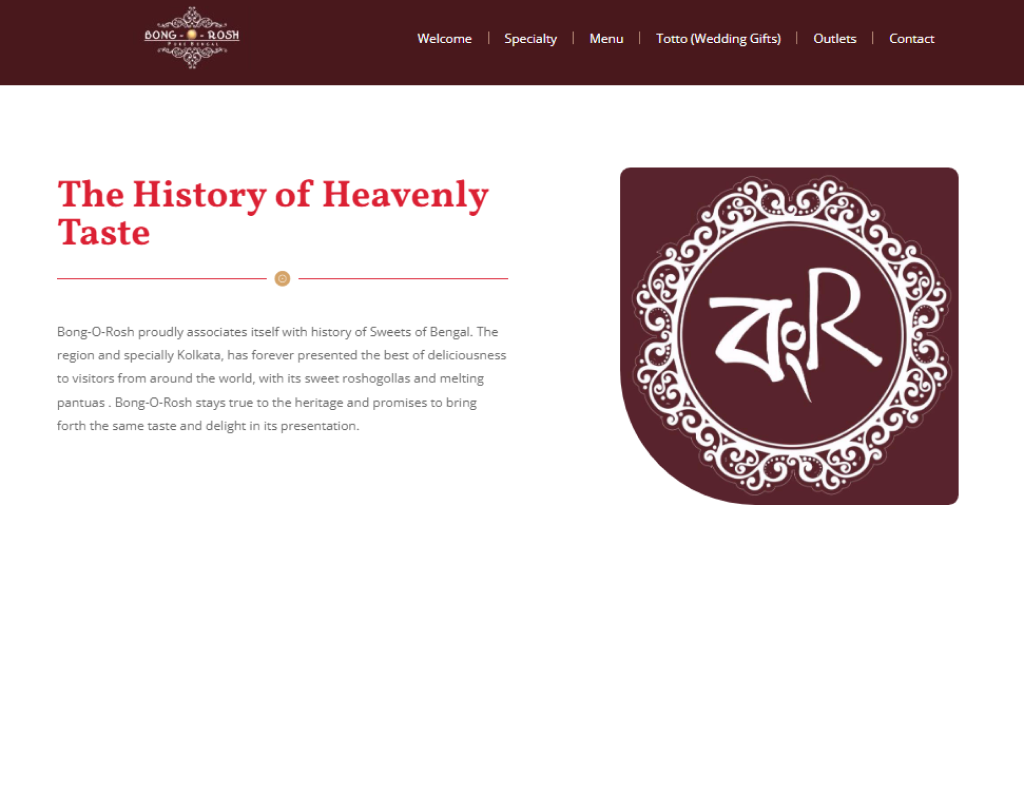 BONG - O - ROSH
PURE BENGAL
Welcome | Specialty | Menu | Totto (Wedding Gifts) | Outlets | Contact
The History of Heavenly
Taste
Bong-O-Rosh proudly associates itself with history of Sweets of Bengal. The
region and specially Kolkata, has forever presented the best of deliciousness
to visitors from around the world, with its sweet roshogollas and melting
pantuas . Bong-O-Rosh stays true to the heritage and promises to bring
forth the same taste and delight in its presentation.
বংR